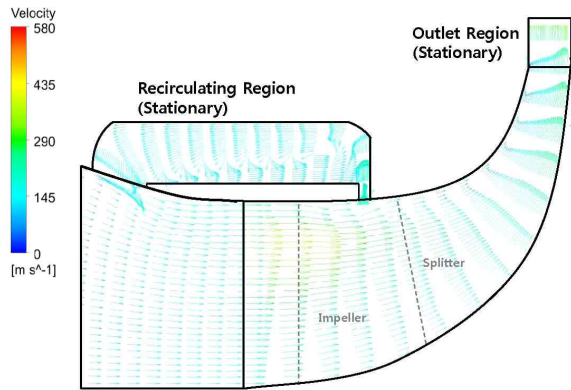 Velocity
580
435
290
145
0
[m s^-1]
Recirculating Region
(Stationary)
Outlet Region
(Stationary)
Splitter
Impeller